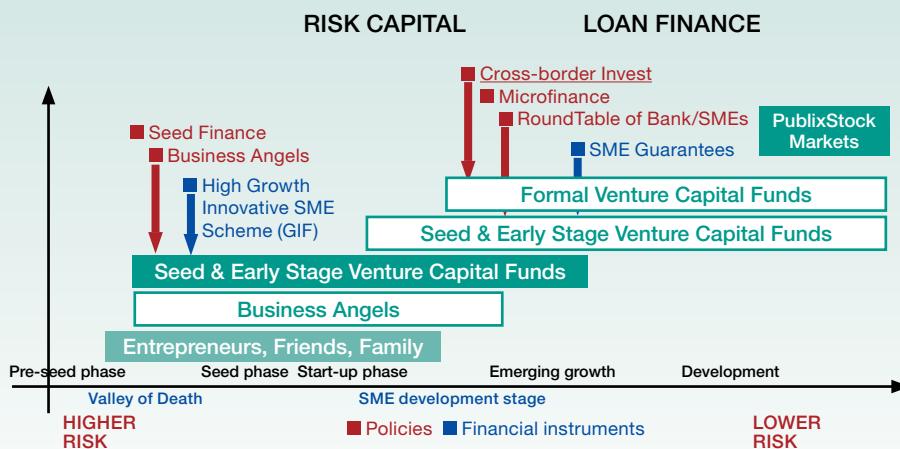 RISK CAPITAL
LOAN FINANCE
Cross-border Invest
Microfinance
RoundTable of Bank/SMEs
PublixStock
Markets
Seed Finance
Business Angels
SME Guarantees
High Growth
Innovative SME
Scheme (GIF)
Formal Venture Capital Funds
Seed & Early Stage Venture Capital Funds
Seed & Early Stage Venture Capital Funds
Business Angels
Entrepreneurs, Friends, Family
Pre-seed phase
Seed phase
Start-up phase
Emerging growth
Development
Valley of Death
SME development stage
HIGHER
RISK
Policies
Financial instruments
LOWER
RISK